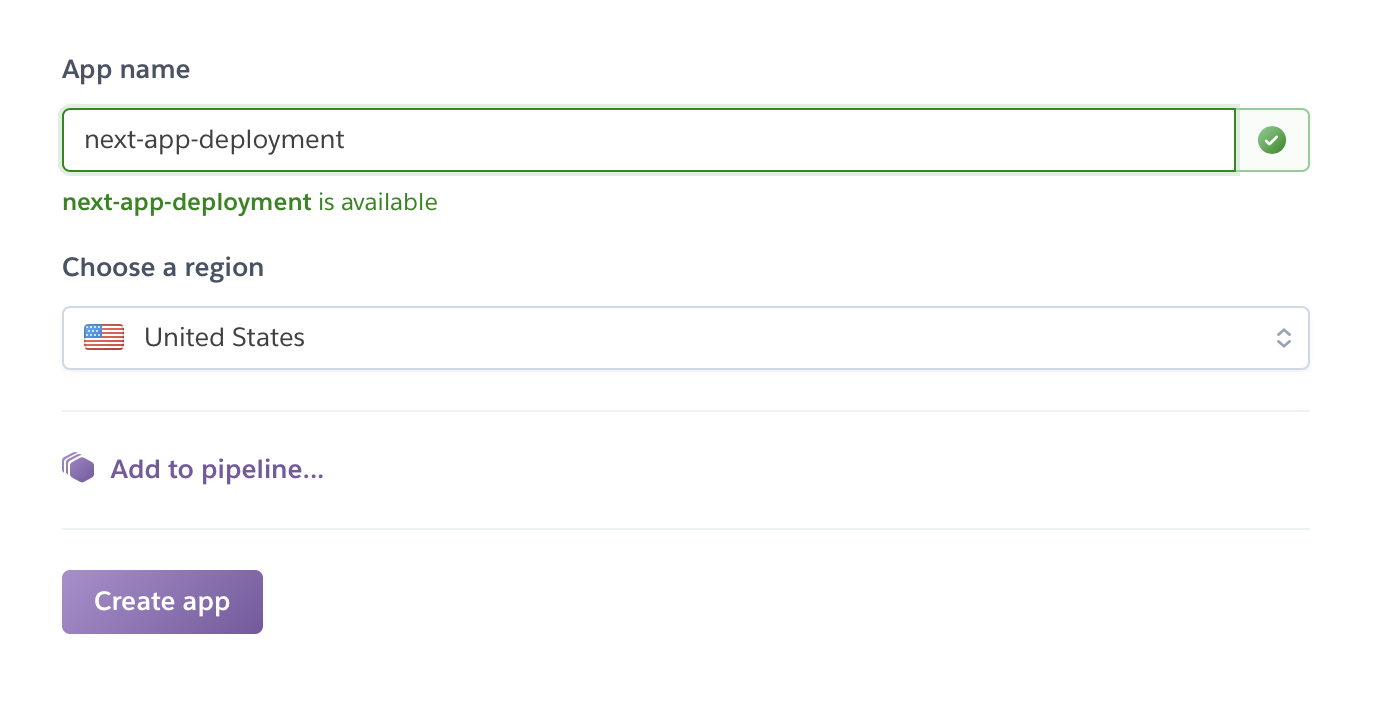 App name
next-app-deployment
next-app-deployment is available
Choose a region
United States
Add to pipeline...
Create app